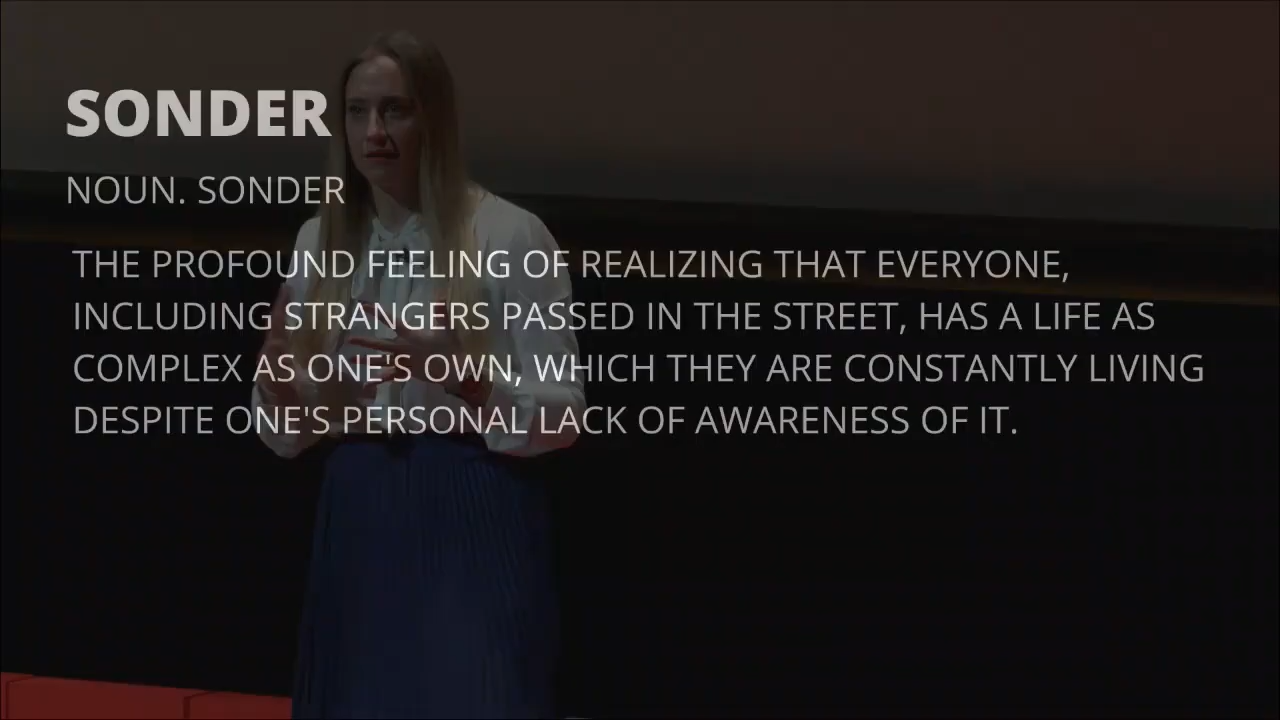 SONDER
NOUN. SONDER
THE PROFOUND FEELING OF REALIZING THAT EVERYONE,
INCLUDING STRANGERS PASSED IN THE STREET, HAS A LIFE AS
COMPLEX AS ONE'S OWN, WHICH THEY ARE CONSTANTLY LIVING
DESPITE ONE'S PERSONAL LACK OF AWARENESS OF IT.